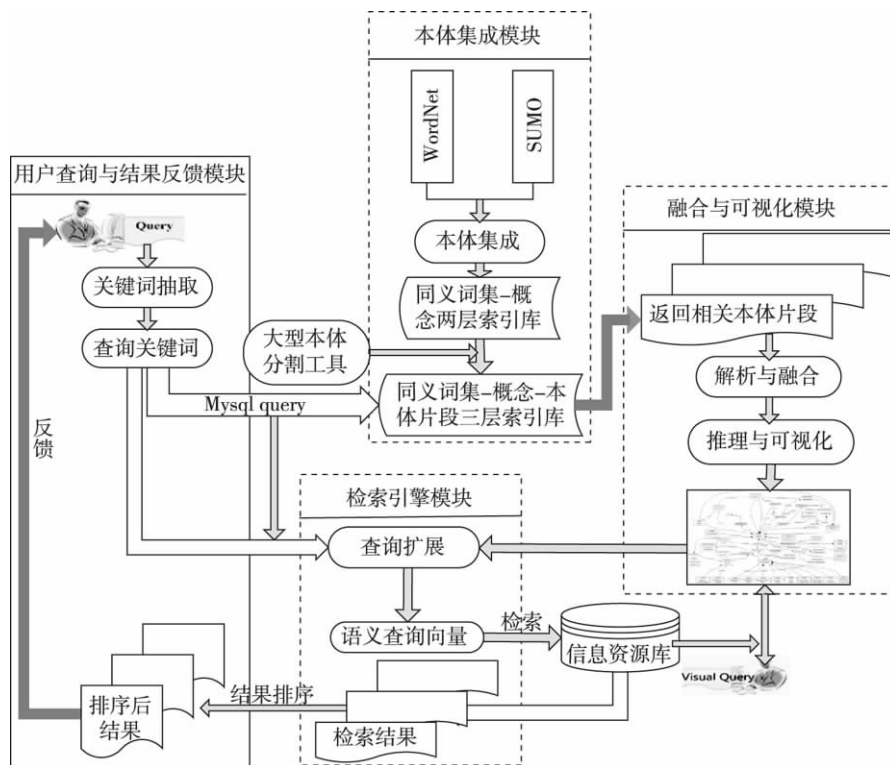 本体集成模块
WordNet
SUMO
本体集成
同义词集-概
念两层索引库
大型本体
分割工具
同义词集-概念-本
体片段三层索引库
用户查询与结果反馈模块
Query
关键词抽取
查询关键词
Mysql query
反馈
融合与可视化模块
返回相关本体片段
解析与融合
推理与可视化
检索引擎模块
查询扩展
语义查询向量
检索
信息资源库
Visual Query
检索结果
结果排序
排序后
结果